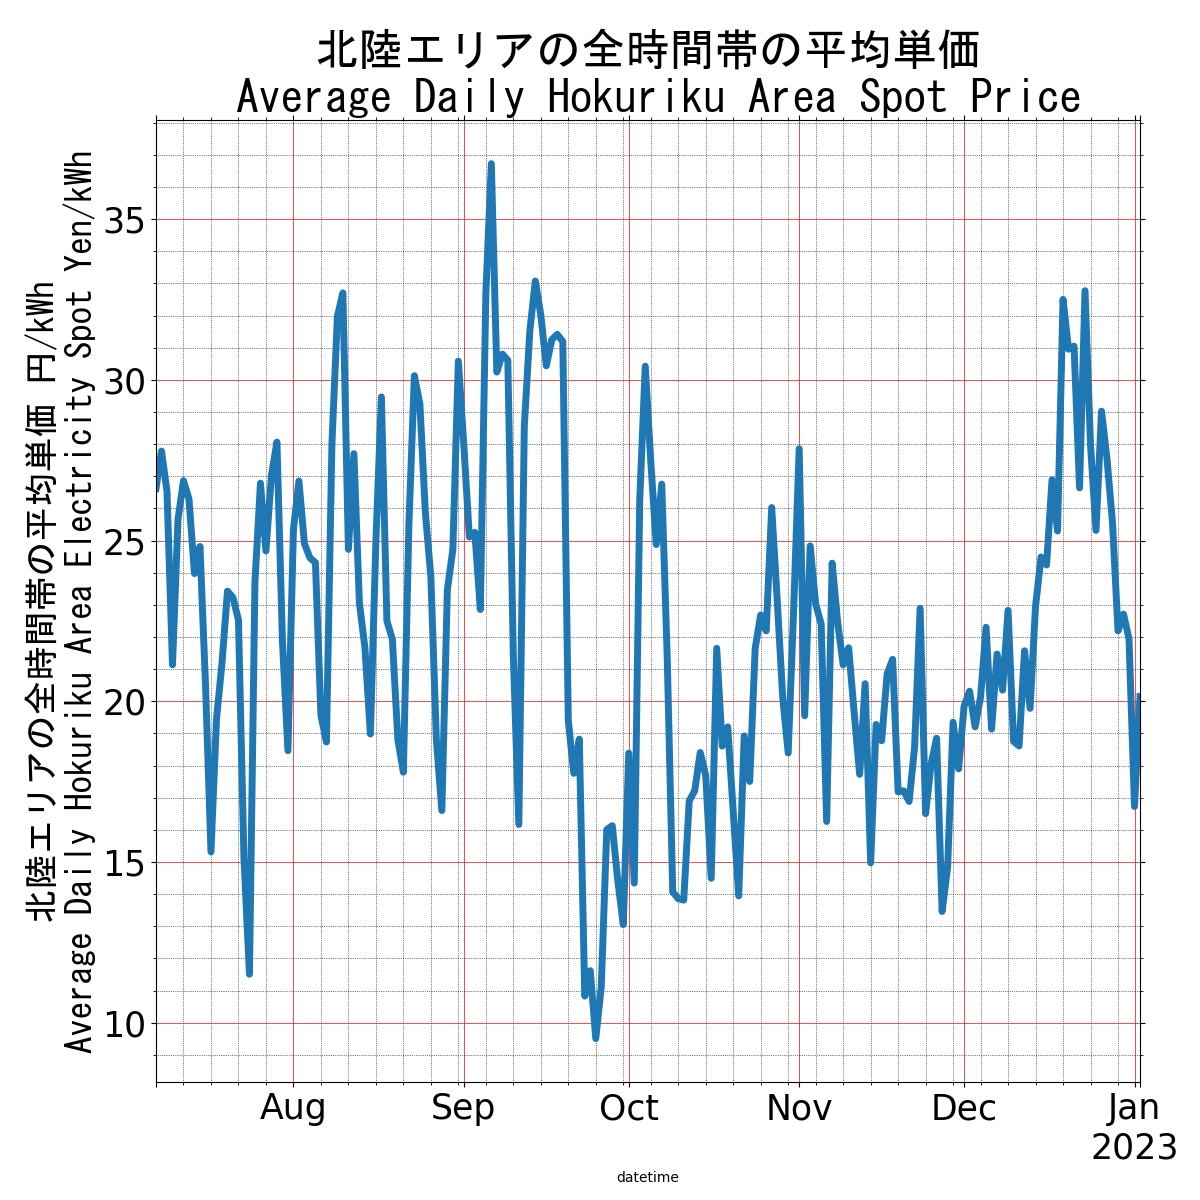 北陸エリアの全時間帯の平均単価
Average Daily Hokuriku Area Spot Price
北陸エリアの全時間帯の平均単価 円/kWh
Average Daily Hokuriku Area Electricity Spot Yen/kWh
35
30
25
20
15
10
Aug Sep Oct Nov Dec Jan
2023
datetime